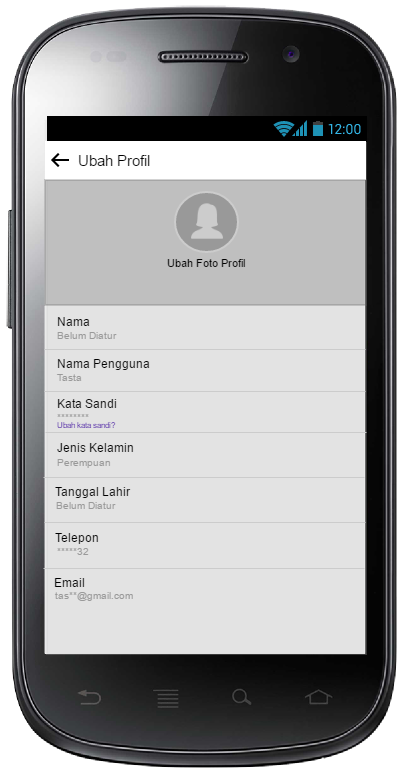 12:00
Ubah Profil
Ubah Foto Profil
Nama
Belum Diatur
Nama Pengguna
Tasta
Kata Sandi
********
Ubah kata sandi?
Jenis Kelamin
Perempuan
Tanggal Lahir
Belum Diatur
Telepon
*****32
Email
tas**@gmail.com